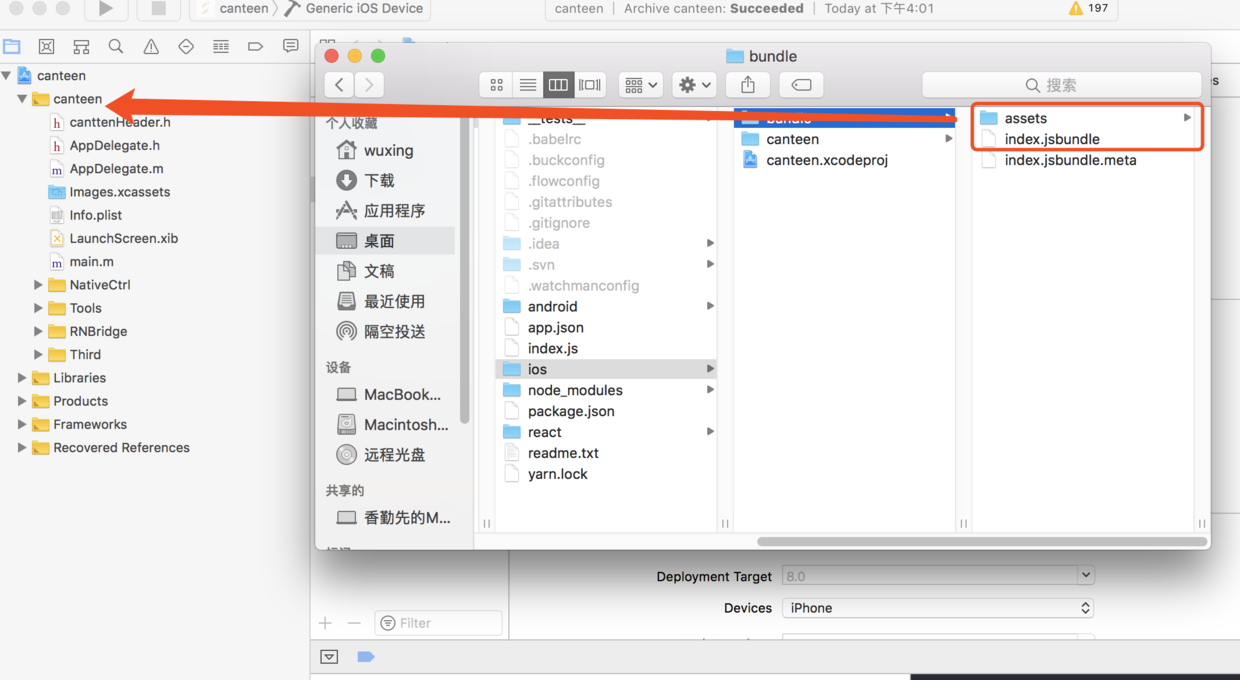 canteen 〉 Generic iOS Device
canteen | Archive canteen: Succeeded | Today at 下午4:01
197
canteen
canteen
canttenHeader.h
AppDelegate.h
AppDelegate.m
Images.xcassets
Info.plist
LaunchScreen.xib
main.m
NativeCtrl
Tools
RNBridge
Third
Libraries
Products
Frameworks
Recovered References
bundle
搜索
个人收藏
wuxing
下载
应用程序
桌面
文稿
最近使用
隔空投送
设备
MacBook...
Macintosh...
远程光盘
共享的
香勤先的M...
__tests__
.babelrc
.buckconfig
.flowconfig
.gitattributes
.gitignore
.idea
.svn
.watchmanconfig
android
app.json
index.js
ios
node_modules
package.json
react
readme.txt
yarn.lock
bundle
canteen
canteen.xcodeproj
assets
index.jsbundle
index.jsbundle.meta
Deployment Target 8.0
Devices iPhone
Filter